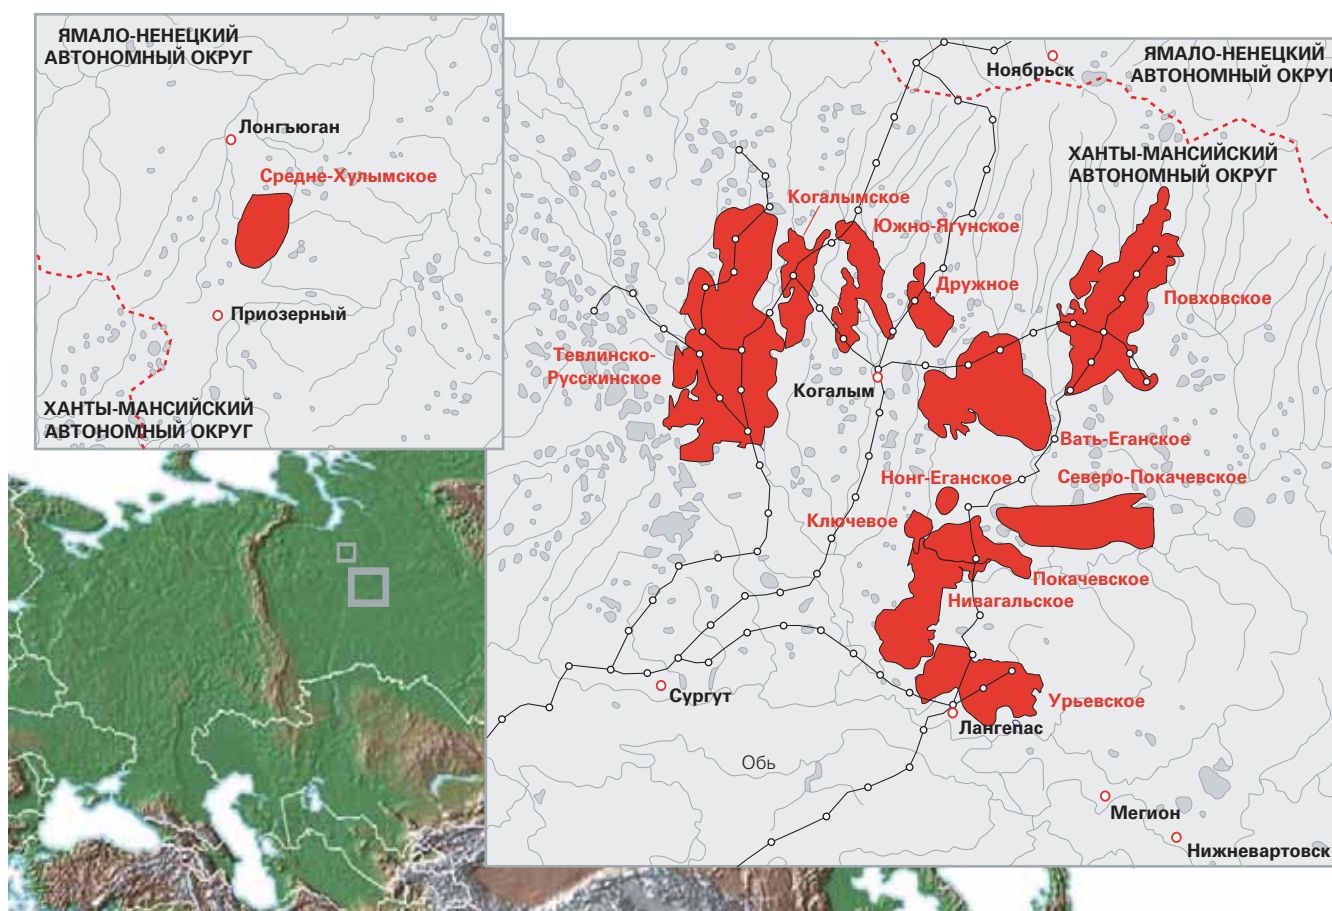 ЯМАЛО-НЕНЕЦКИЙ
АВТОНОМНЫЙ ОКРУГ
Лонгъюган
Средне-Хулымское
Приозерный
ХАНТЫ-МАНСИЙСКИЙ
АВТОНОМНЫЙ ОКРУГ
Ноябрьск
ЯМАЛО-НЕНЕЦКИЙ
АВТОНОМНЫЙ ОКРУГ
ХАНТЫ-МАНСИЙСКИЙ
АВТОНОМНЫЙ ОКРУГ
Когалымское
Южно-Ягунское
Дружное
Повховское
Тевлинско-
Русскинское
Когалым
Вать-Еганское
Нонг-Еганское
Северо-Покачевское
Ключевое
Покачевское
Нивагальское
Сургут
Урьевское
Лангепас
Обь
Мегион
Нижневартовск